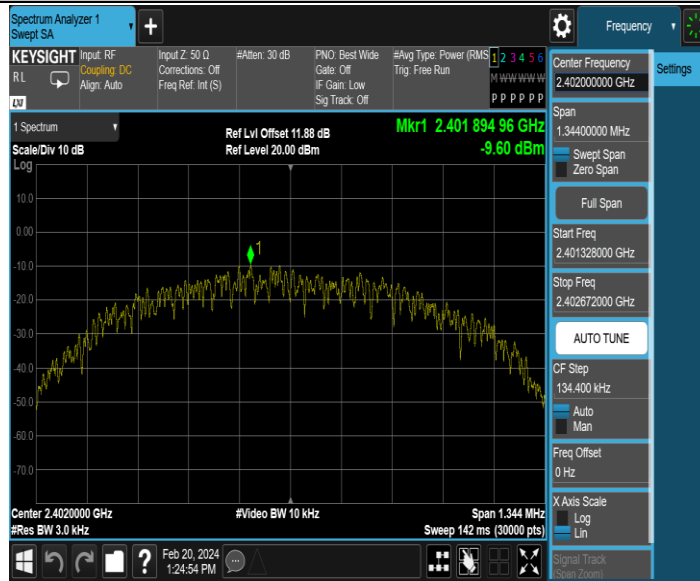 Spectrum Analyzer 1
Swept SA
Frequency
KEYSIGHT
RL
LXI
Input: RF
Coupling: DC
Align: Auto
Input Z: 50 Ω
Corrections: Off
Freq Ref: Int (S)
#Atten: 30 dB
PNO: Best Wide
Gate: Off
IF Gain: Low
Sig Track: Off
#Avg Type: Power (RMS
Trig: Free Run
1 2 3 4 5 6
M W W W W W
P P P P P P
1 Spectrum
Scale/Div 10 dB
Ref Lvl Offset 11.88 dB
Ref Level 20.00 dBm
Mkr1 2.401 894 96 GHz
-9.60 dBm
Log
10.0
0.00
-10.0
-20.0
-30.0
-40.0
-50.0
-60.0
-70.0
1
Center 2.4020000 GHz
#Res BW 3.0 kHz
#Video BW 10 kHz
Span 1.344 MHz
Sweep 142 ms (30000 pts)
Feb 20, 2024
1:24:54 PM
Center Frequency
2.402000000 GHz
Span
1.34400000 MHz
Swept Span
Zero Span
Full Span
Start Freq
2.401328000 GHz
Stop Freq
2.402672000 GHz
AUTO TUNE
CF Step
134.400 kHz
Auto
Man
Freq Offset
0 Hz
X Axis Scale
Log
Lin
Signal Track
(Span Zoom)
Settings